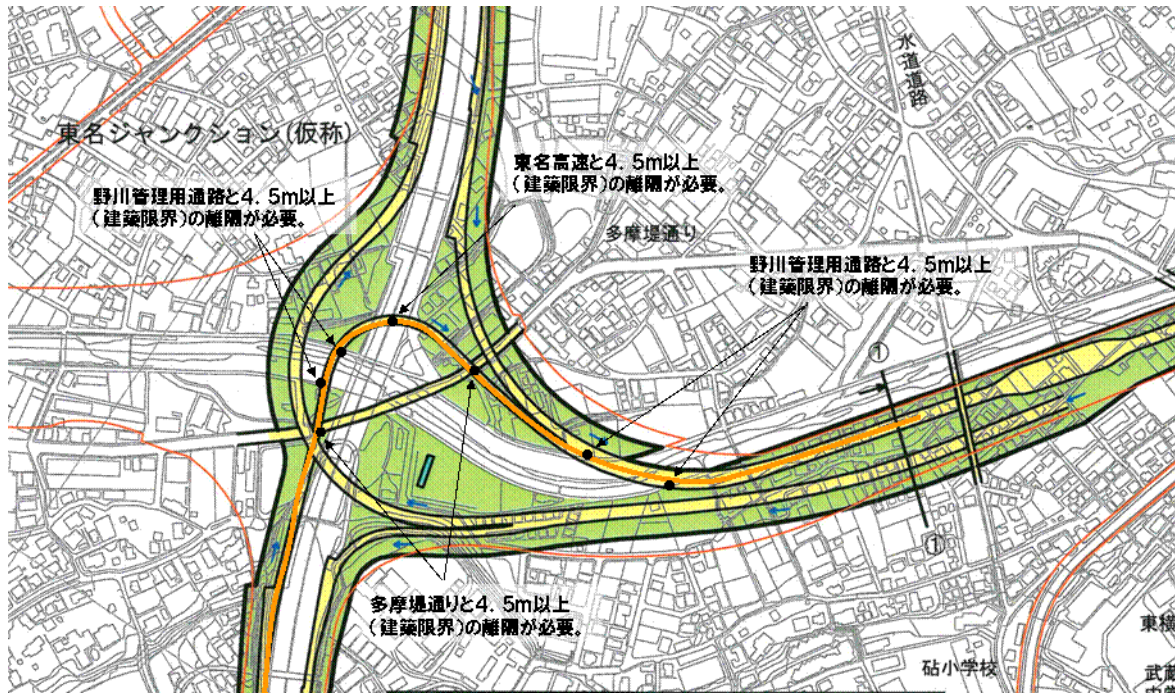 水道道路
東名ジャンクション(仮称)
東名高速と4.5m以上
(建築限界)の離隔が必要。
野川管理用通路と4.5m以上
(建築限界)の離隔が必要。
多摩堤通り
野川管理用通路と4.5m以上
(建築限界)の離隔が必要。
①
①
多摩堤通りと4.5m以上
(建築限界)の離隔が必要。
砧小学校
東
武